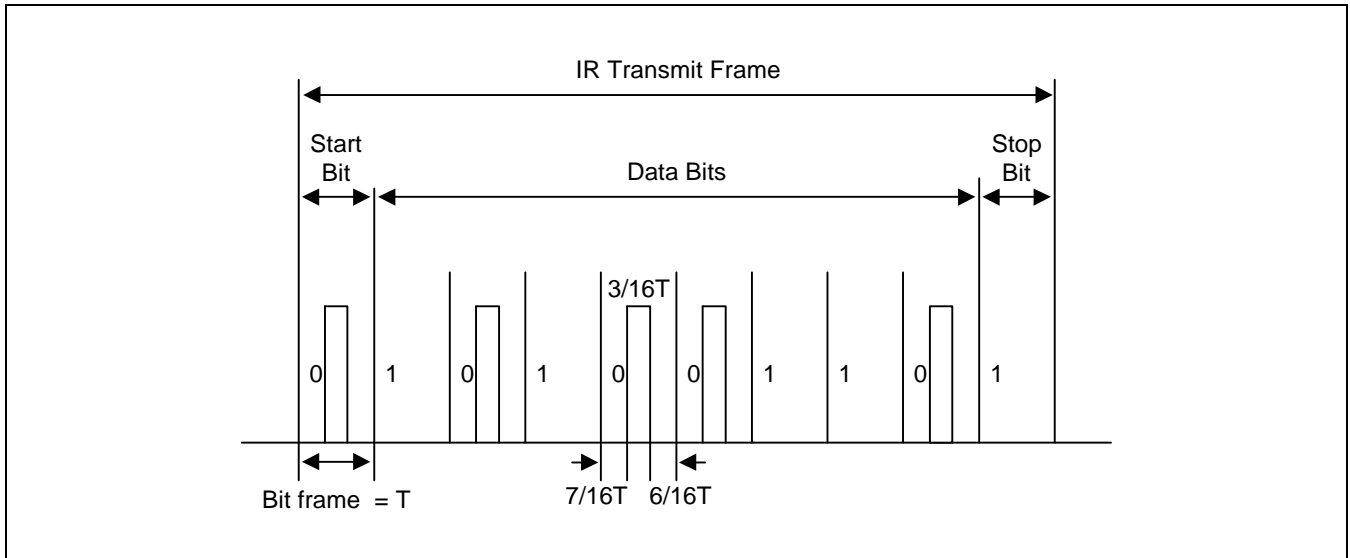 IR Transmit Frame
Start
Bit
Data Bits
Stop
Bit
3/16T
0 1 0 1 0 0 1 1 0 1
7/16T 6/16T
Bit frame = T